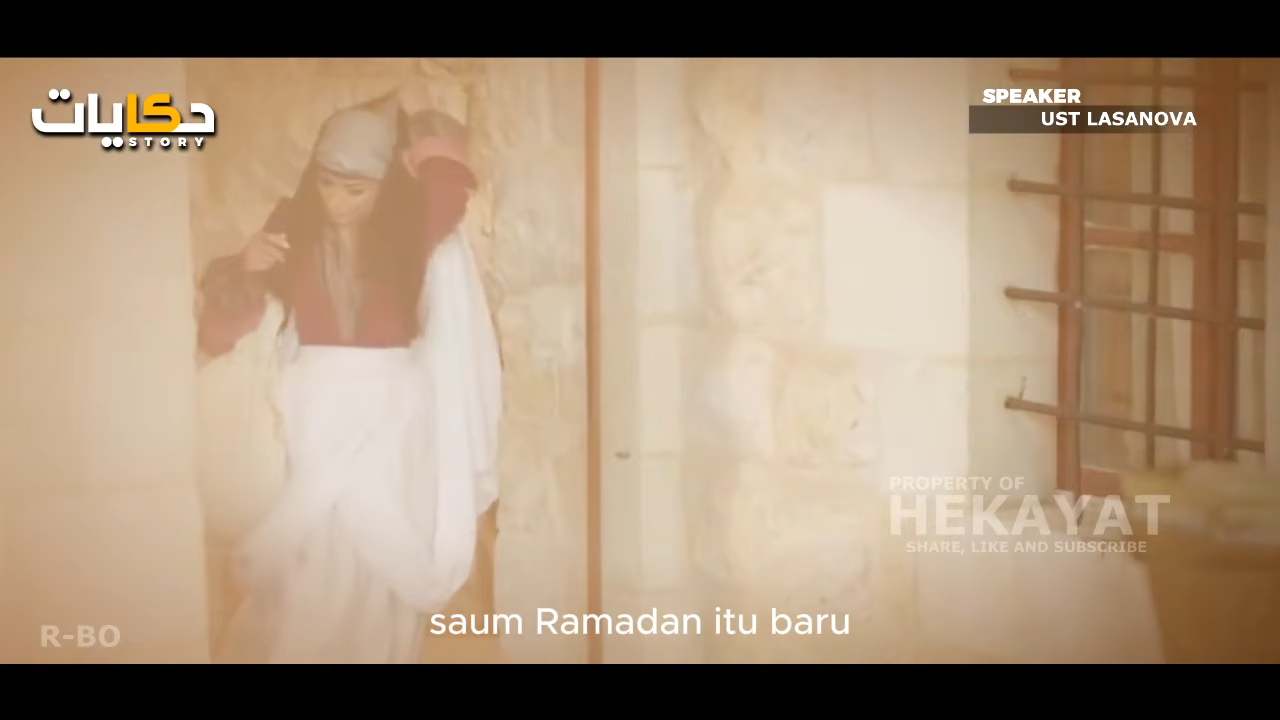 حكايات
STORY
SPEAKER
UST LASANOVA
PROPERTY OF
HEKAYAT
SHARE, LIKE AND SUBSCRIBE
saum Ramadan itu baru
R-BO